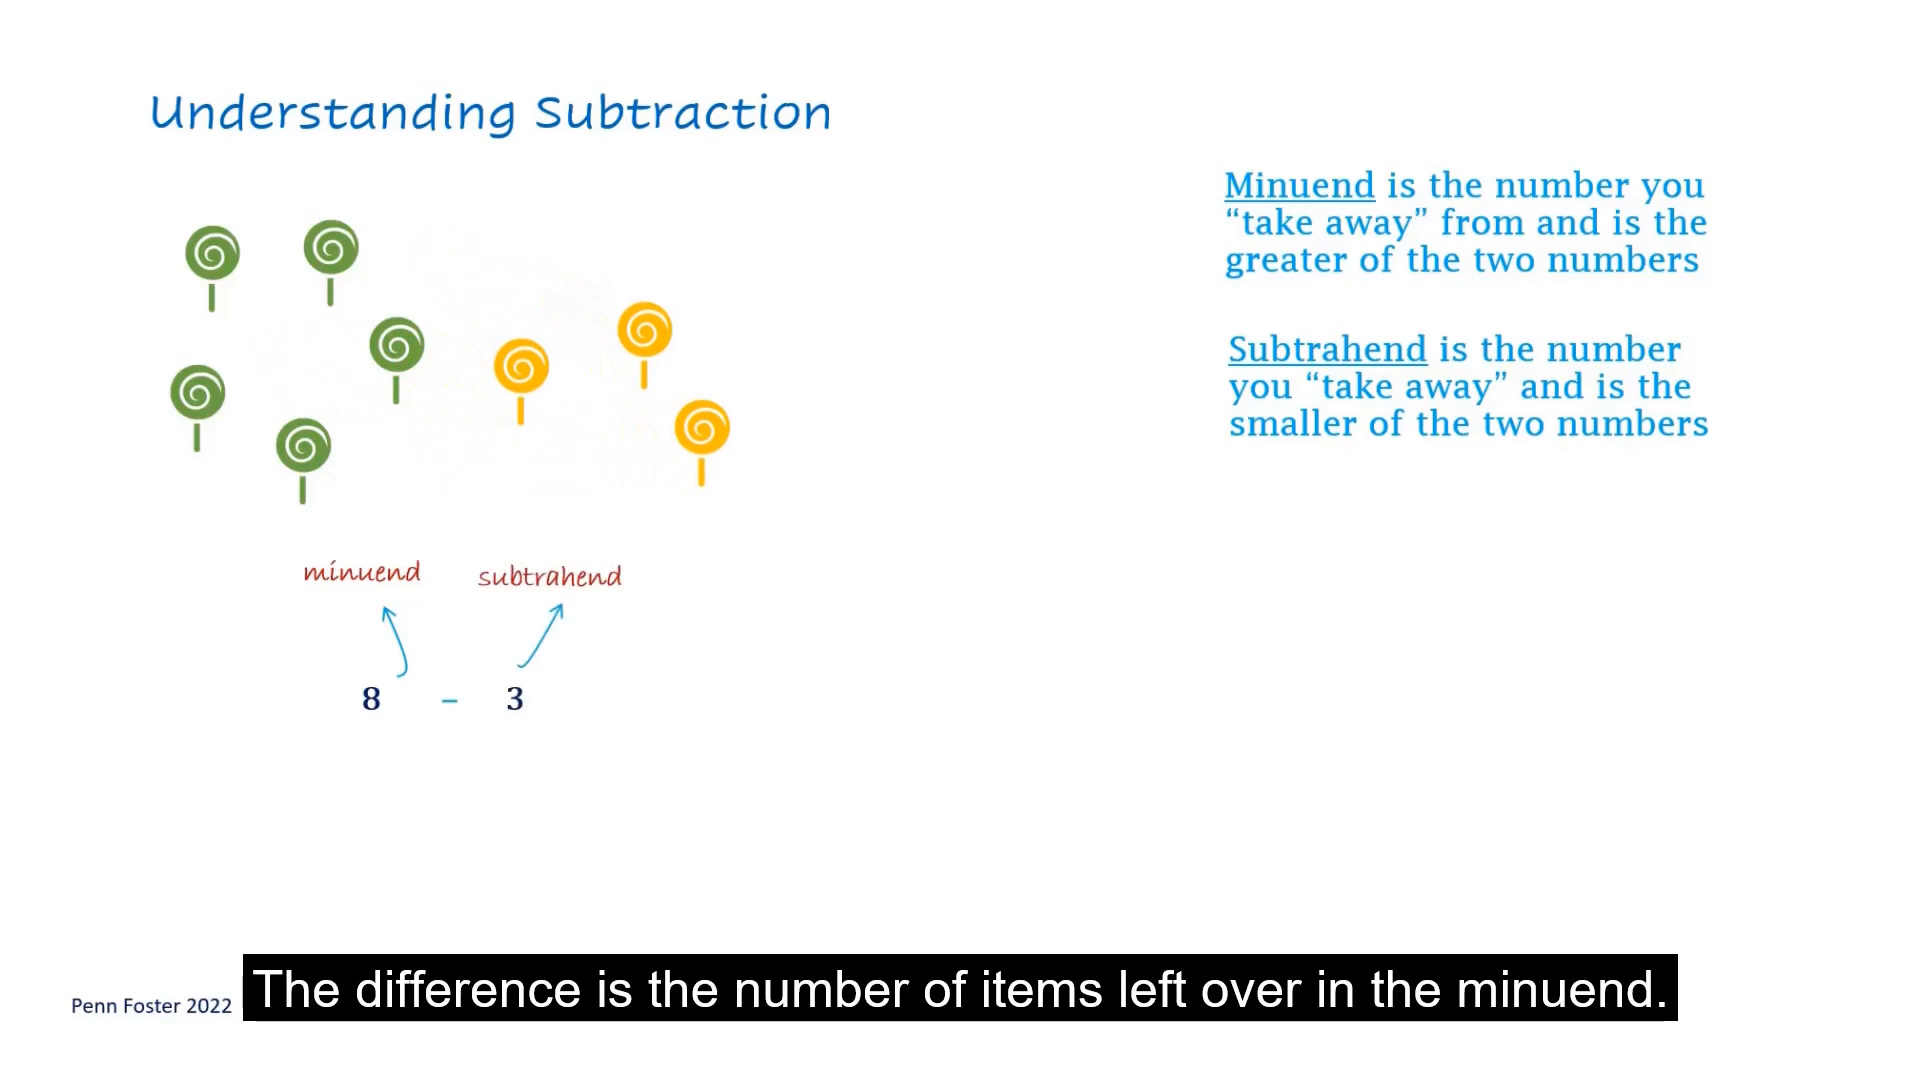 Understanding Subtraction
Minuend is the number you
“take away” from and is the
greater of the two numbers
Subtrahend is the number
you “take away” and is the
smaller of the two numbers
minuend subtrahend
8 – 3
Penn Foster 2022
The difference is the number of items left over in the minuend.